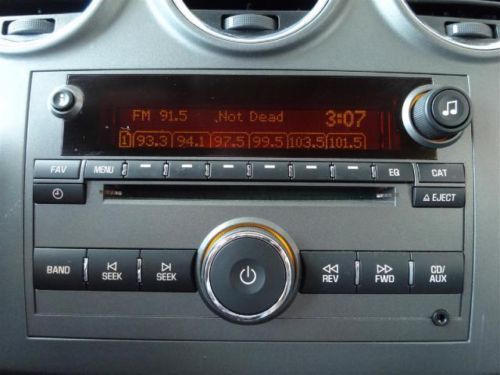 FM 91.5 .Not Dead 3:07
1 93.3 94.1 97.5 99.5 103.5 101.5
FAV MENU EQ CAT
EJECT
BAND SEEK SEEK REV FWD CD/
AUX